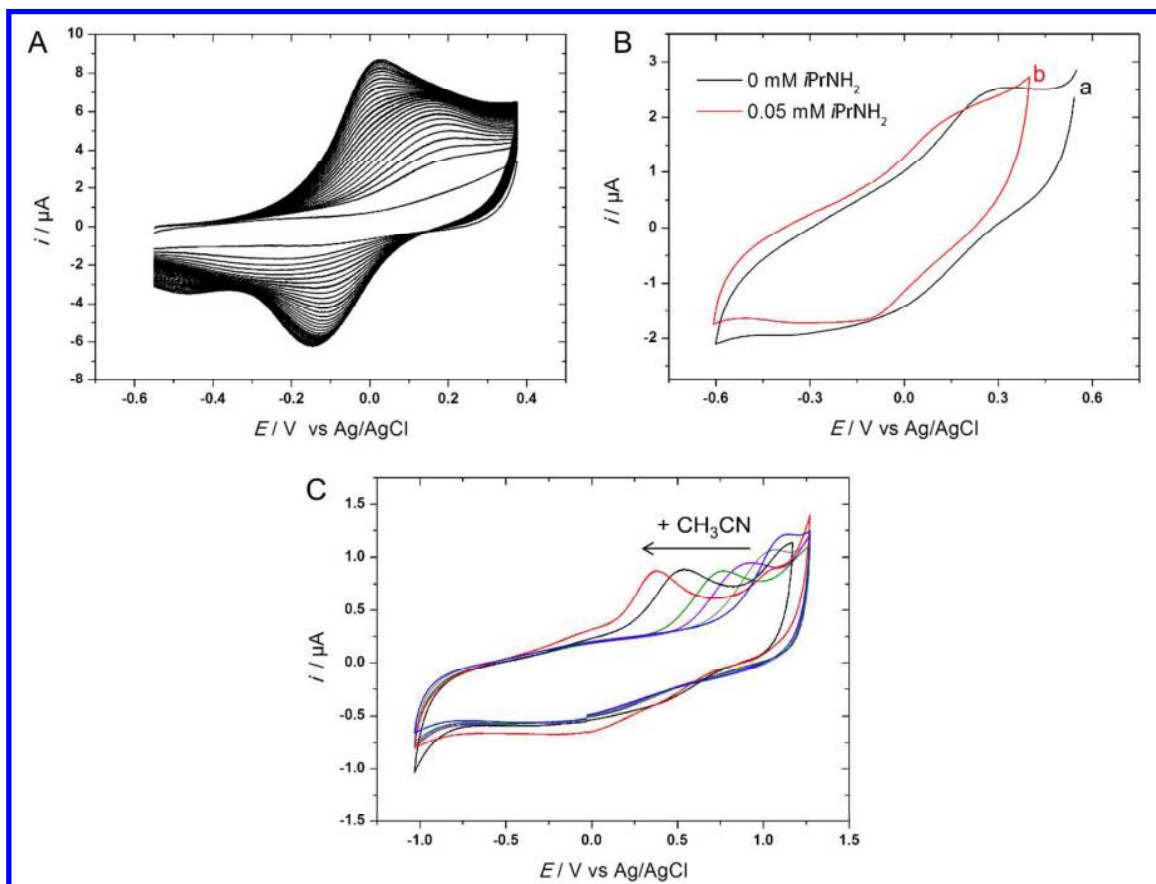 A
10
8
6
4
2
0
-2
-4
-6
-8
i / µA
-0.6 -0.4 -0.2 0.0 0.2 0.4
E / V vs Ag/AgCl
B
3
2
1
0
-1
-2
i / µA
0 mM iPrNH₂
0.05 mM iPrNH₂
b
a
-0.6 -0.3 0.0 0.3 0.6
E / V vs Ag/AgCl
C
1.5
1.0
0.5
0.0
-0.5
-1.0
-1.5
i / µA
+ CH₃CN
-1.0 -0.5 0.0 0.5 1.0 1.5
E / V vs Ag/AgCl